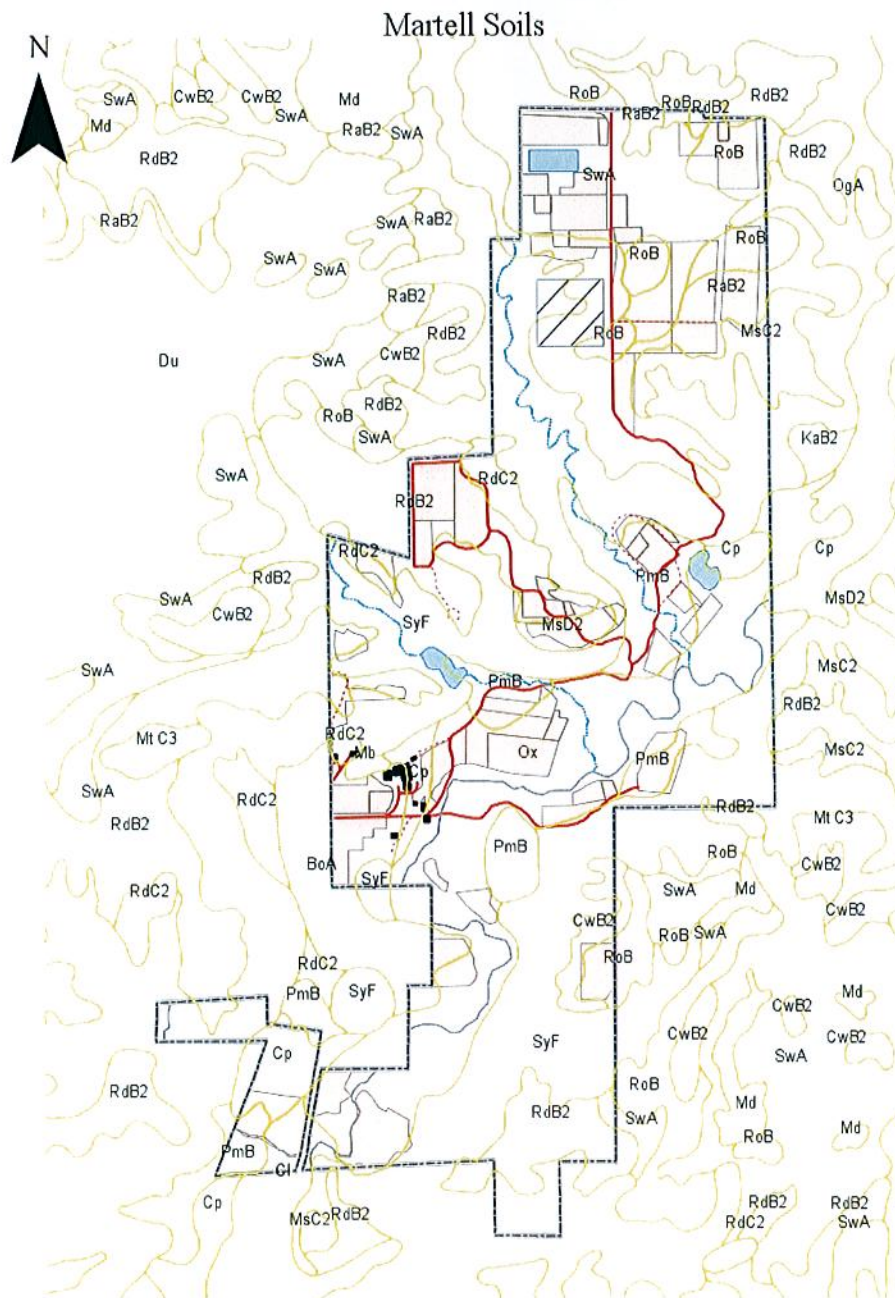 Martell Soils
N
SwA CwB2 CwB2 Md RoB RoB RdB2 RdB2
Md SwA RaB2
RaB2 SwA
RdB2 RoB RdB2
SwA OgA
RaB2 SwA RaB2
RoB RoB
SwA SwA
RaB2
RaB2
RdB2 RoB MsC2
CwB2
Du SwA
RdB2
RoB
SwA KaB2
SwA RdC2
RdB2
RdC2 Cp Cp
RdB2 PmB
SwA MsD2
CwB2 SyF MsD2
SwA MsC2
PmB
RdB2
RdC2
Mt C3 Mb Ox MsC2
Cp PmB
SwA RdC2
RdB2
RdB2 Mt C3
PmB RoB
BoA SyF CwB2
RdC2 SwA Md
CwB2 CwB2
RoB SwA
RoB
RdC2
PmB SyF Md
CwB2
SyF CwB2 CwB2
Cp SwA
RdB2 RoB
RdB2 Md
SwA Md
RoB
PmB
Gl
Cp RdB2 RdB2
MsC2 RdB2 RdC2 SwA